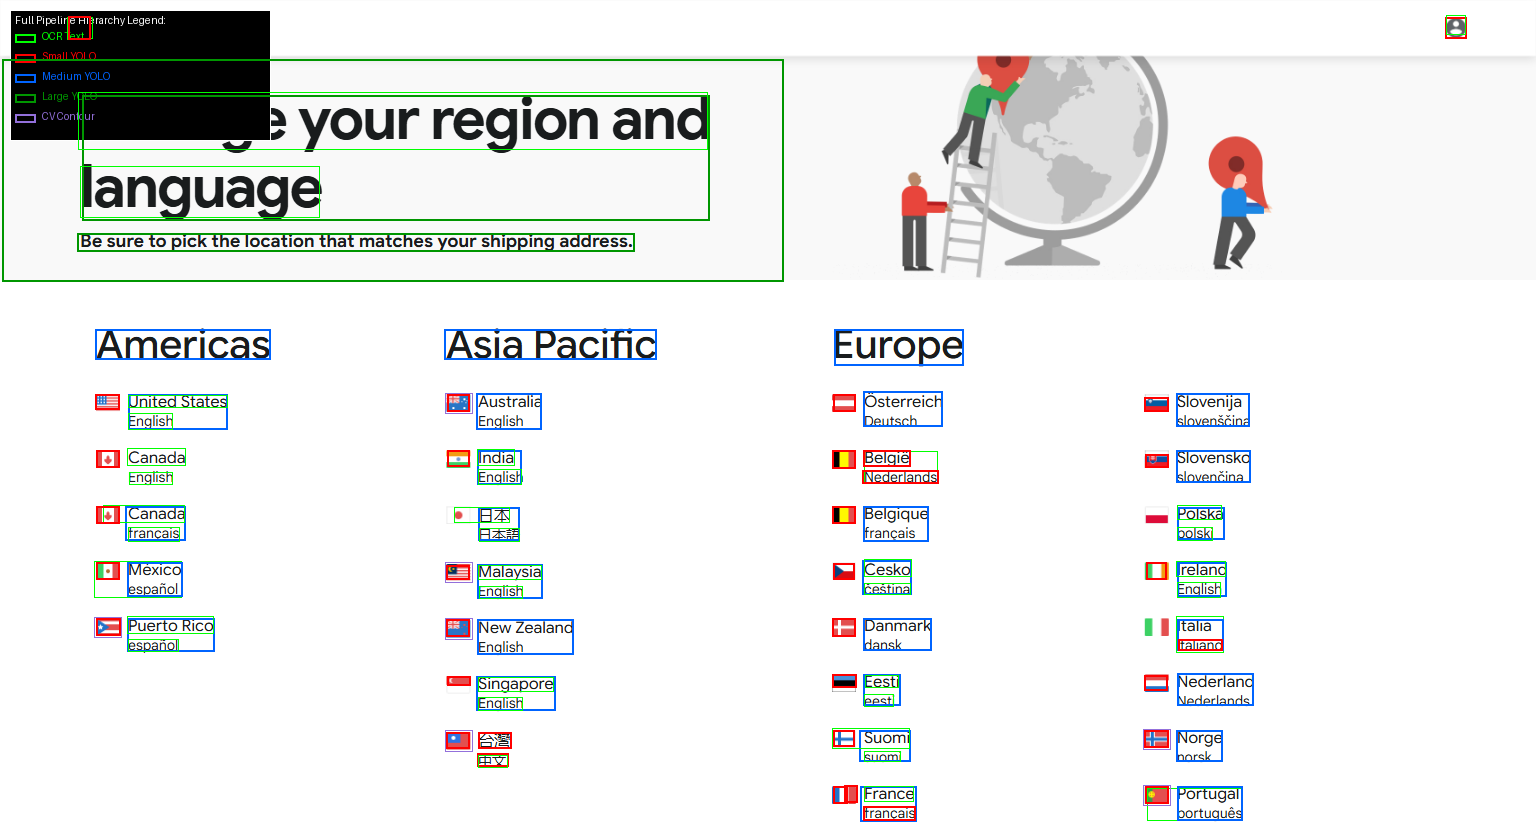 Full Pipeline Hierarchy Legend:
OCR Text
Small YOLO
Medium YOLO
Large YOLO
CV Contour
your region and
language
Be sure to pick the location that matches your shipping address.
Americas
United States
English
Canada
English
Canada
français
México
español
Puerto Rico
español
Asia Pacific
Australia
English
India
English
日本
日本語
Malaysia
English
New Zealand
English
Singapore
English
台灣
中文
Europe
Österreich
Deutsch
België
Nederlands
Belgique
français
Česko
čeština
Danmark
dansk
Eesti
eesti
Suomi
suomi
France
français
Slovenija
slovenščina
Slovensko
slovenčina
Polska
polski
Ireland
English
Italia
italiano
Nederland
Nederlands
Norge
norsk
Portugal
português